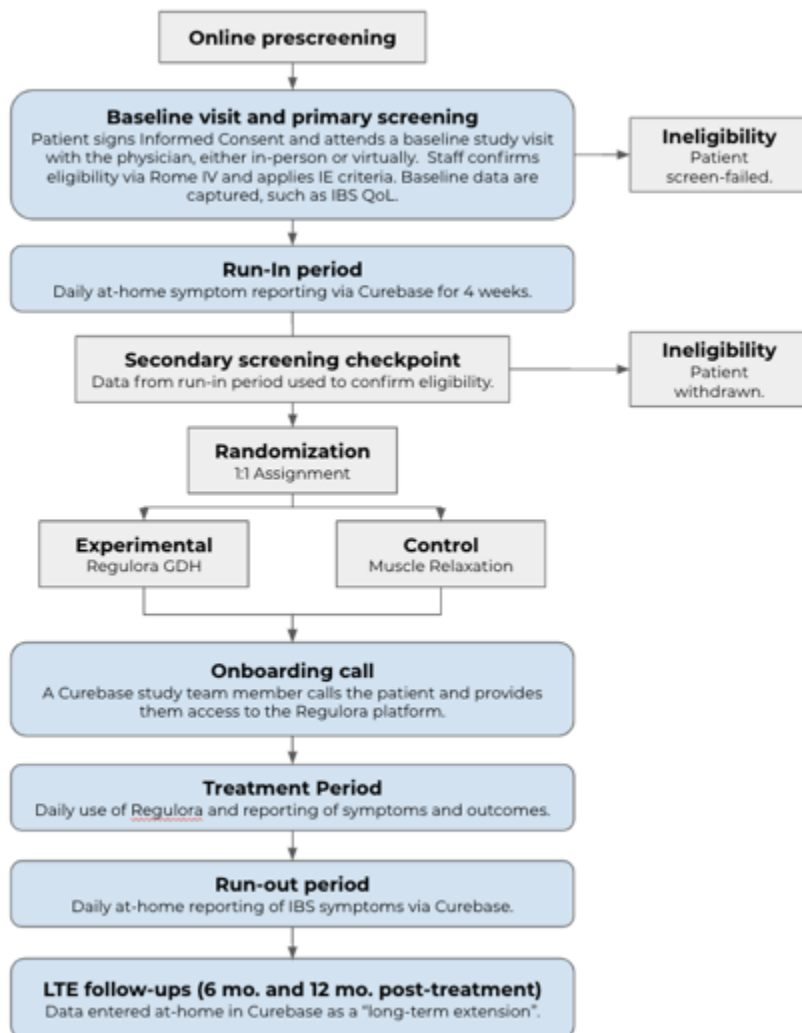 Online prescreening
Baseline visit and primary screening
Patient signs Informed Consent and attends a baseline study visit
with the physician, either in-person or virtually. Staff confirms
eligibility via Rome IV and applies IE criteria. Baseline data are
captured, such as IBS QoL.
Ineligibility
Patient
screen-failed.
Run-In period
Daily at-home symptom reporting via Curebase for 4 weeks.
Secondary screening checkpoint
Data from run-in period used to confirm eligibility.
Ineligibility
Patient
withdrawn.
Randomization
1:1 Assignment
Experimental
Regulora GDH
Control
Muscle Relaxation
Onboarding call
A Curebase study team member calls the patient and provides
them access to the Regulora platform.
Treatment Period
Daily use of Regulora and reporting of symptoms and outcomes.
Run-out period
Daily at-home reporting of IBS symptoms via Curebase.
LTE follow-ups (6 mo. and 12 mo. post-treatment)
Data entered at-home in Curebase as a “long-term extension”.